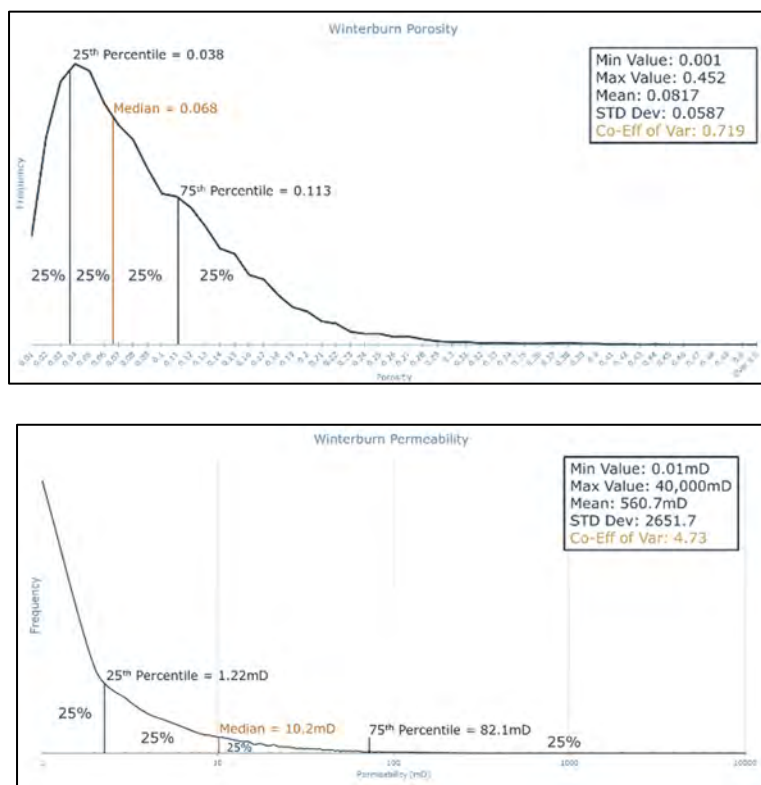 Winterburn Porosity
25th Percentile = 0.038
Min Value: 0.001
Max Value: 0.452
Mean: 0.0817
STD Dev: 0.0587
Co-Eff of Var: 0.719
Median = 0.068
75th Percentile = 0.113
Frequency
25% 25% 25% 25%
Porosity
Winterburn Permeability
Min Value: 0.01mD
Max Value: 40,000mD
Mean: 560.7mD
STD Dev: 2651.7
Co-Eff of Var: 4.73
Frequency
25th Percentile = 1.22mD
25%
Median = 10.2mD
75th Percentile = 82.1mD
25%
25%
25%
10 100 1000 10000
Permeability (mD)